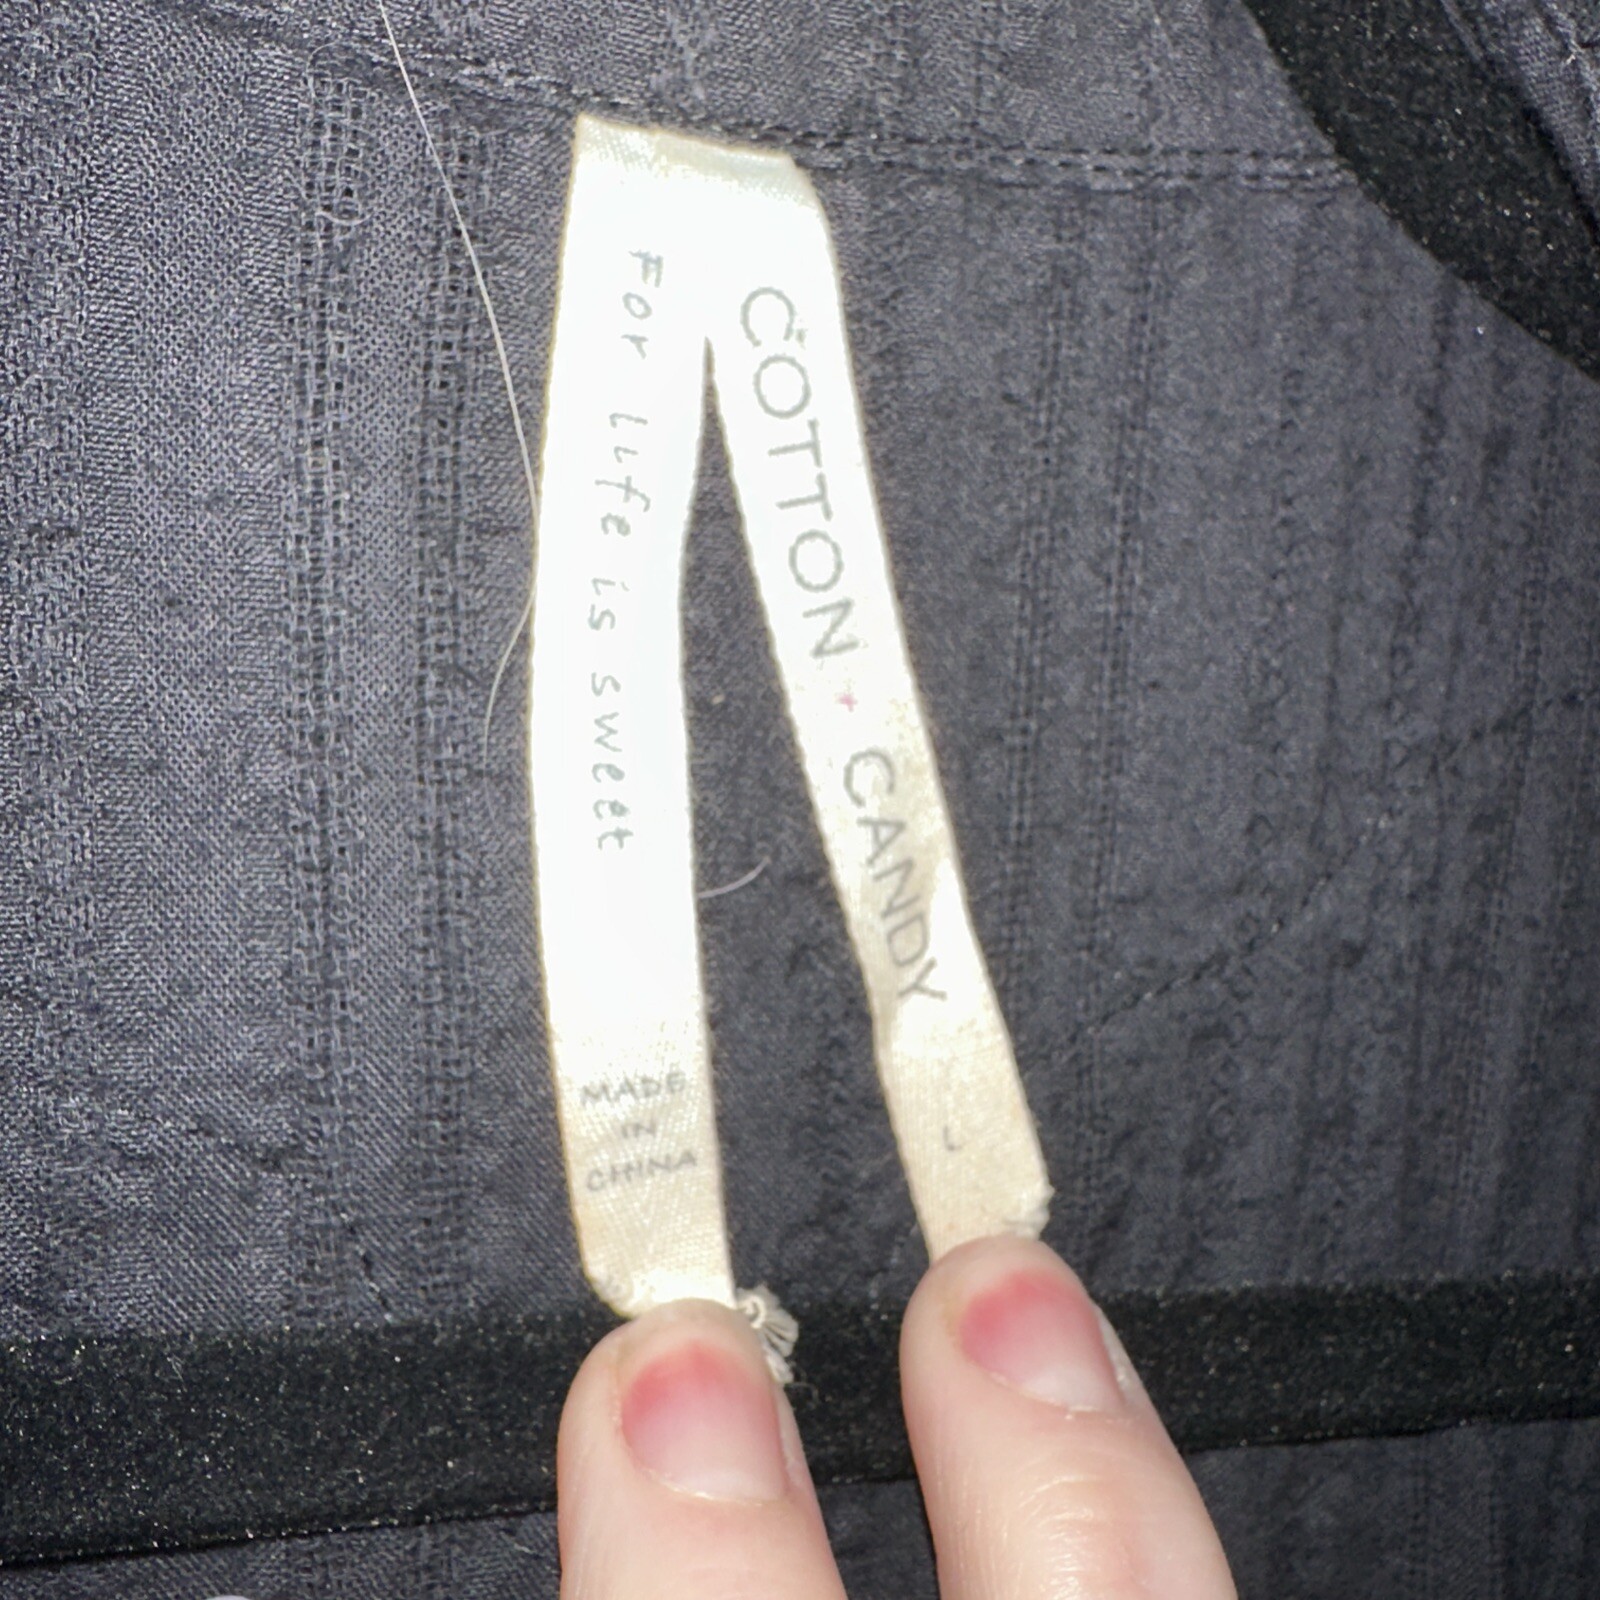 For life is sweet
MADE
IN
CHINA
COTTON + CANDY
L